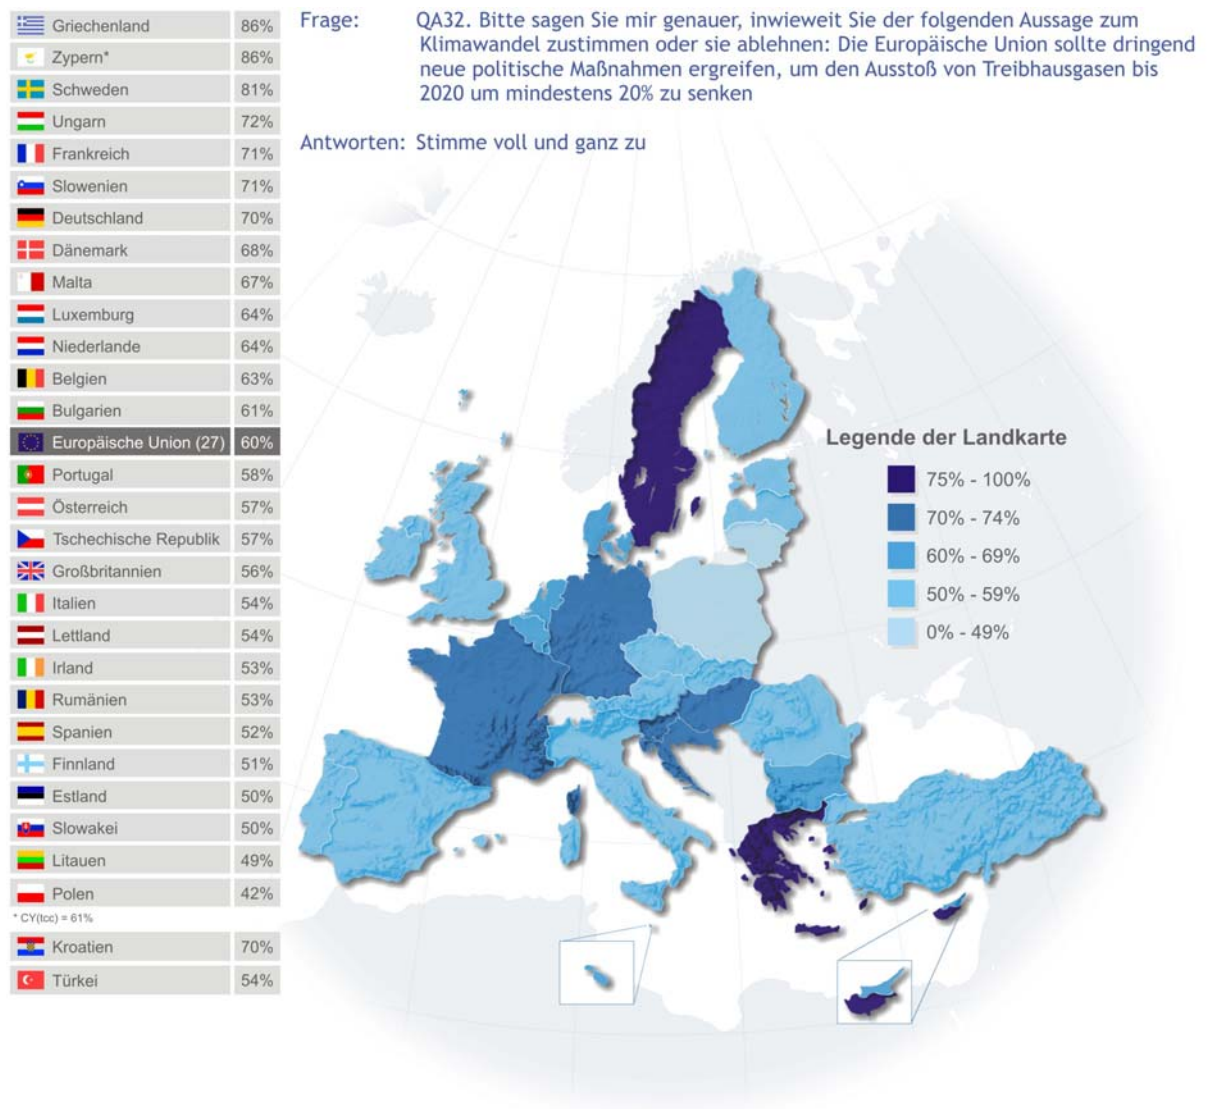 Frage: QA32. Bitte sagen Sie mir genauer, inwieweit Sie der folgenden Aussage zum
Klimawandel zustimmen oder sie ablehnen: Die Europäische Union sollte dringend
neue politische Maßnahmen ergreifen, um den Ausstoß von Treibhausgasen bis
2020 um mindestens 20% zu senken
Antworten: Stimme voll und ganz zu
Griechenland 86%
Zypern* 86%
Schweden 81%
Ungarn 72%
Frankreich 71%
Slowenien 71%
Deutschland 70%
Dänemark 68%
Malta 67%
Luxemburg 64%
Niederlande 64%
Belgien 63%
Bulgarien 61%
Europäische Union (27) 60%
Portugal 58%
Österreich 57%
Tschechische Republik 57%
Großbritannien 56%
Italien 54%
Lettland 54%
Irland 53%
Rumänien 53%
Spanien 52%
Finnland 51%
Estland 50%
Slowakei 50%
Litauen 49%
Polen 42%
* CY(tcc) = 61%
Kroatien 70%
Türkei 54%
Legende der Landkarte
75% - 100%
70% - 74%
60% - 69%
50% - 59%
0% - 49%